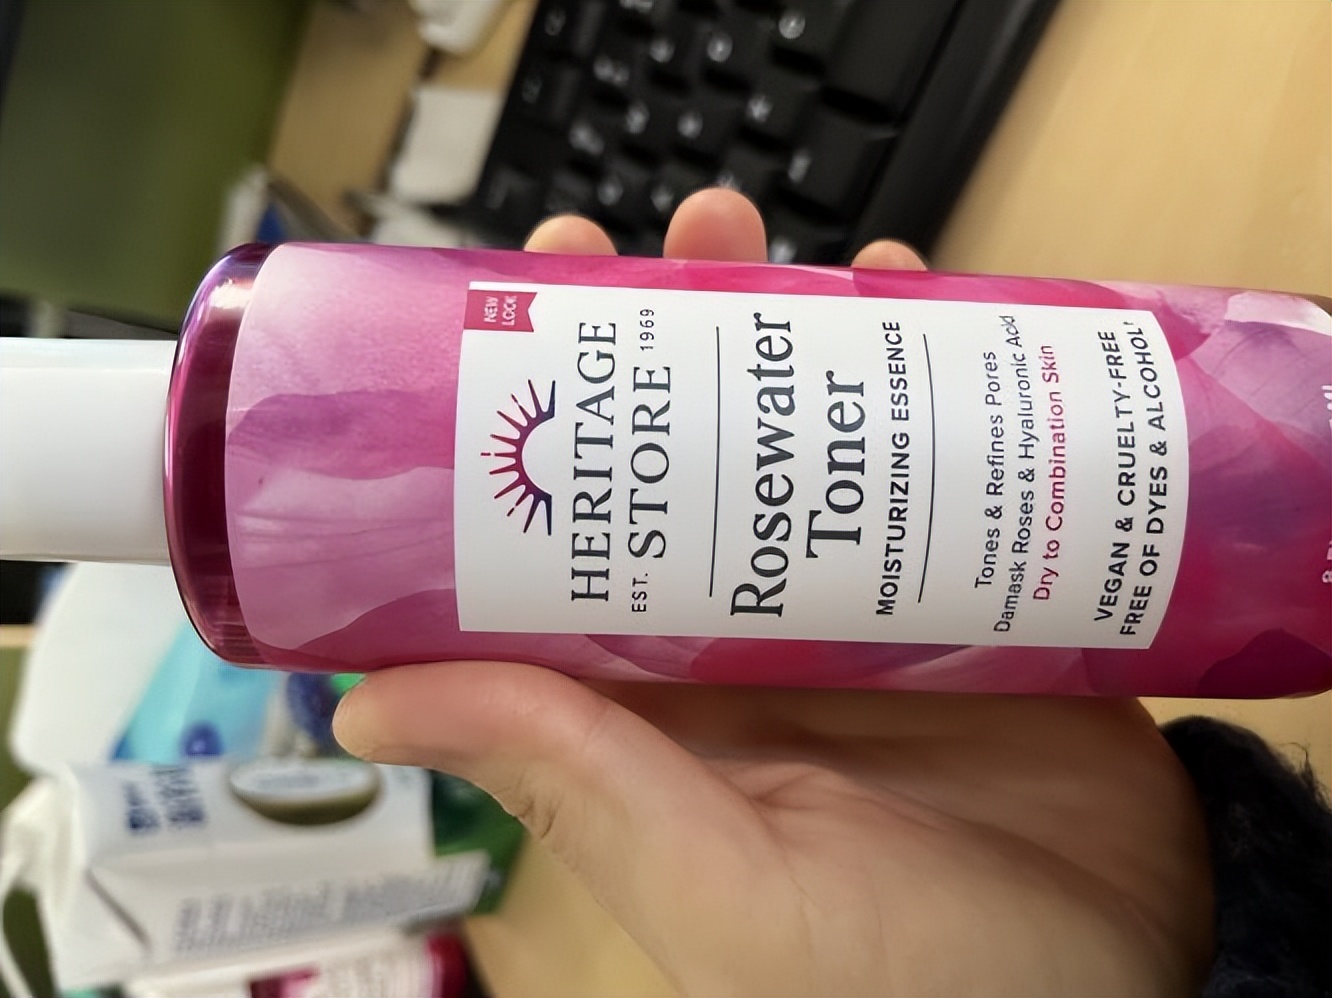 NEW
LOOK
HERITAGE
EST. STORE 1969
Rosewater
Toner
MOISTURIZING ESSENCE
Tones & Refines Pores
Damask Roses & Hyaluronic Acid
Dry to Combination Skin
VEGAN & CRUELTY-FREE
FREE OF DYES & ALCOHOL†